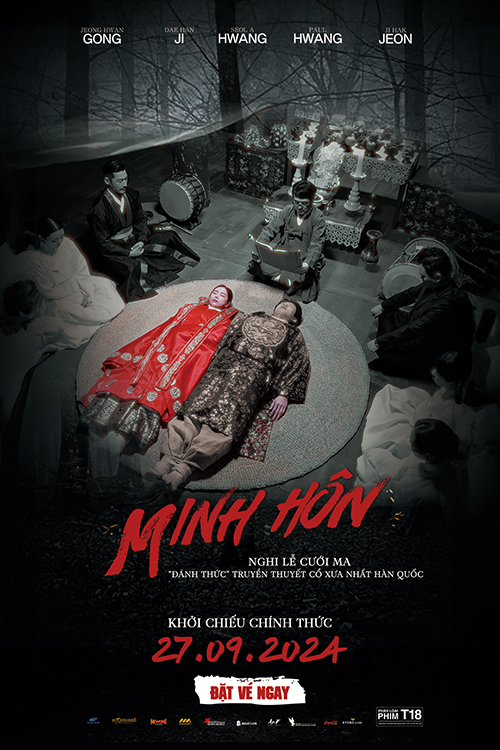 JEONG HWAN
GONG
DAE HAN
JI
SEOL A
HWANG
PAUL
HWANG
JI HAK
JEON
MINH HÔN
NGHI LỄ CƯỚI MA
"ĐÁNH THỨC" TRUYỀN THUYẾT CỔ XƯA NHẤT HÀN QUỐC
KHỞI CHIẾU CHÍNH THỨC
27.09.2024
ĐẶT VÉ NGAY
PHÂN LOẠI
PHIM T18